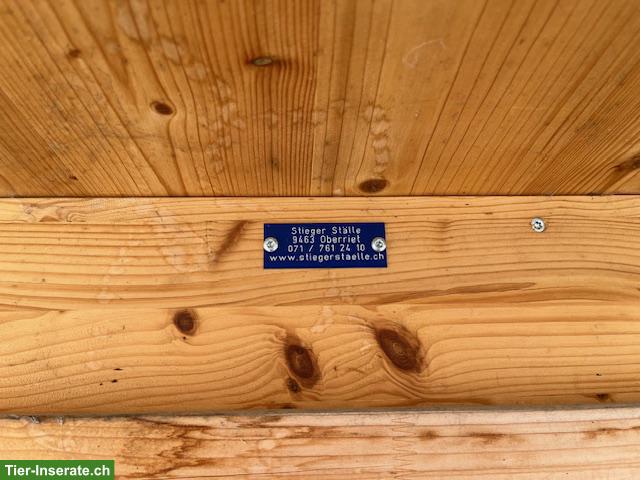 Stieger Ställe
9463 Oberriet
071 / 761 24 10
www.stiegerstaelle.ch
Tier-Inserate.ch